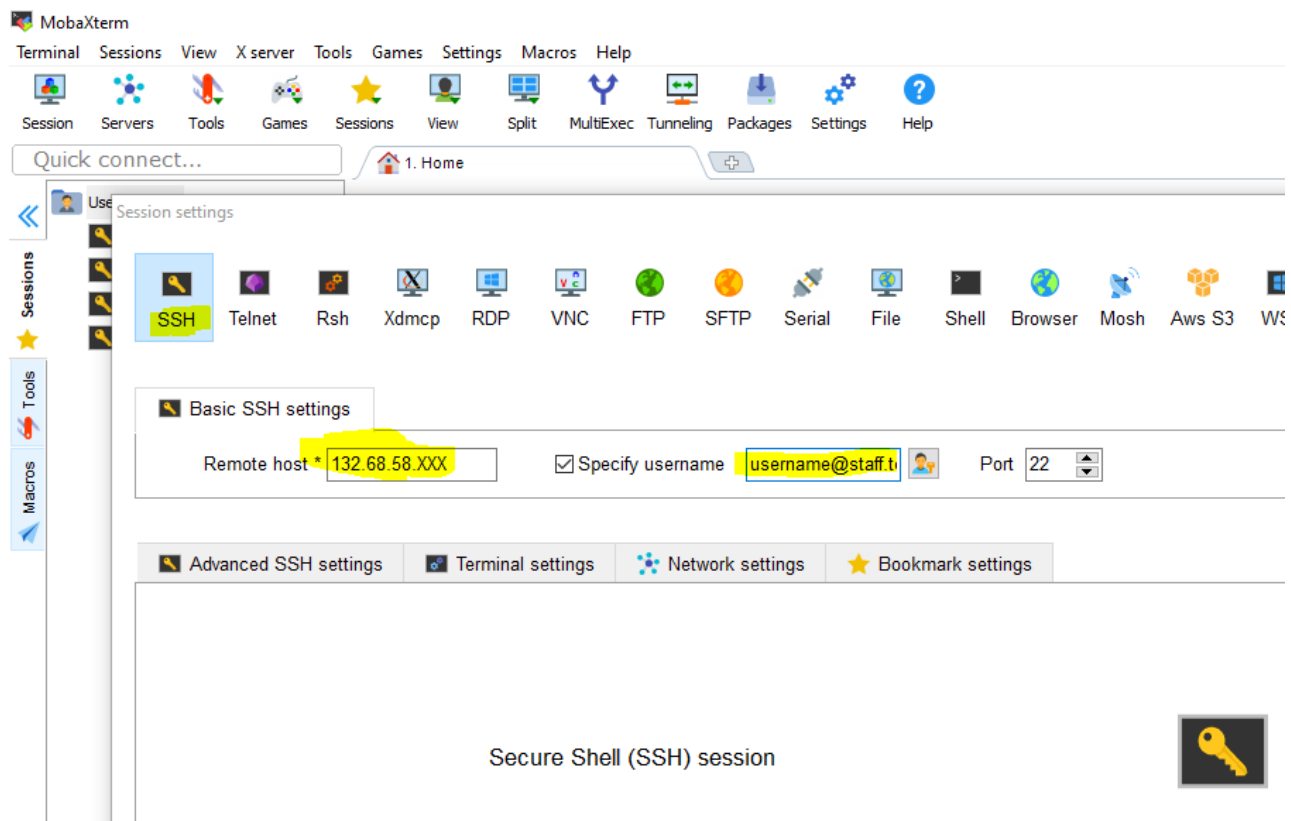 MobaXterm
Terminal Sessions View X server Tools Games Settings Macros Help
Session Servers Tools Games Sessions View Split MultiExec Tunneling Packages Settings Help
Quick connect...
1. Home
Use
Session settings
Sessions
Tools
Macros
SSH Telnet Rsh Xdmcp RDP VNC FTP SFTP Serial File Shell Browser Mosh Aws S3 WS
Basic SSH settings
Remote host * 132.68.58.XXX Specify username username@staff.t Port 22
Advanced SSH settings Terminal settings Network settings Bookmark settings
Secure Shell (SSH) session